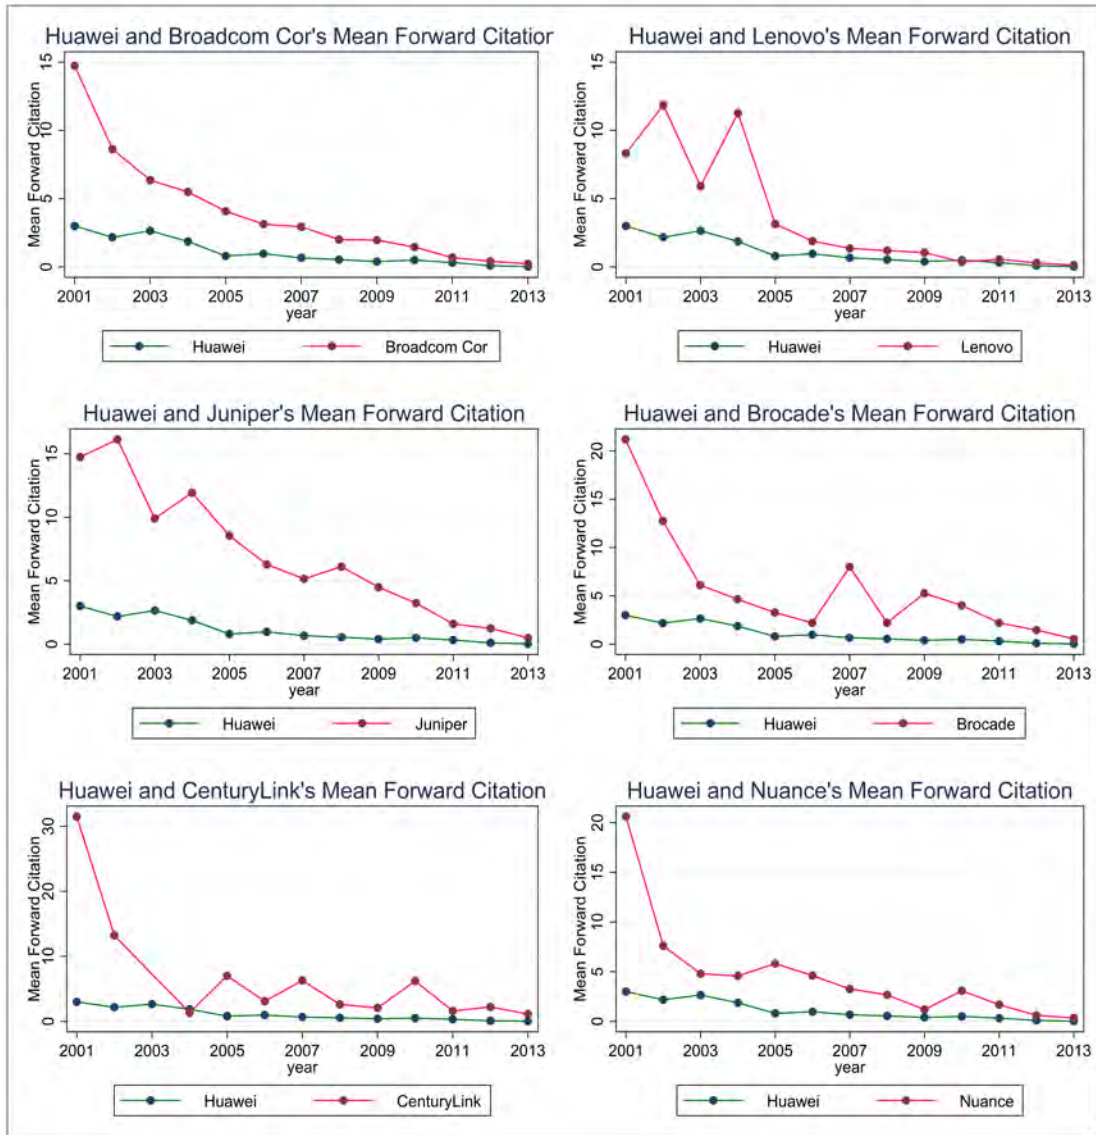 Huawei and Broadcom Cor's Mean Forward Citation
Mean Forward Citation
15
10
5
0
2001 2003 2005 2007 2009 2011 2013
year
Huawei Broadcom Cor
Huawei and Lenovo's Mean Forward Citation
Mean Forward Citation
15
10
5
0
2001 2003 2005 2007 2009 2011 2013
year
Huawei Lenovo
Huawei and Juniper's Mean Forward Citation
Mean Forward Citation
15
10
5
0
2001 2003 2005 2007 2009 2011 2013
year
Huawei Juniper
Huawei and Brocade's Mean Forward Citation
Mean Forward Citation
20
15
10
5
0
2001 2003 2005 2007 2009 2011 2013
year
Huawei Brocade
Huawei and CenturyLink's Mean Forward Citation
Mean Forward Citation
30
20
10
0
2001 2003 2005 2007 2009 2011 2013
year
Huawei CenturyLink
Huawei and Nuance's Mean Forward Citation
Mean Forward Citation
20
15
10
5
0
2001 2003 2005 2007 2009 2011 2013
year
Huawei Nuance